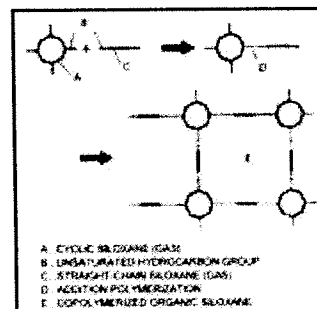 B
+
A
C
D
E
A CYCLIC SILOXANE (GAS)
B UNSATURATED HYDROCARBON GROUP
C STRAIGHT-CHAIN SILOXANE (GAS)
D ADDITION POLYMERIZATION
E COPOLYMERIZED ORGANIC SILOXANE